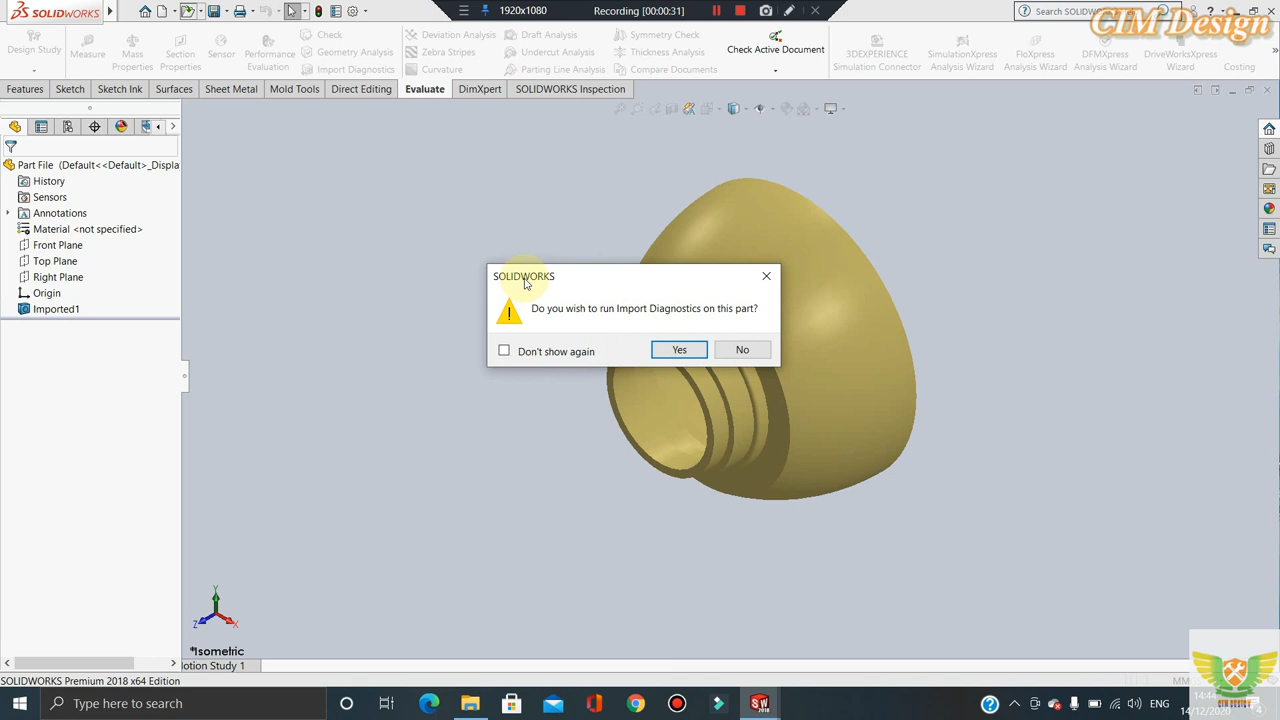 SOLIDWORKS
1920x1080
Recording [00:00:31]
CIM Design
Design Study
Measure
Mass Properties
Section Properties
Sensor
Performance Evaluation
Check
Geometry Analysis
Import Diagnostics
Deviation Analysis
Zebra Stripes
Curvature
Draft Analysis
Undercut Analysis
Parting Line Analysis
Symmetry Check
Thickness Analysis
Compare Documents
Check Active Document
3DEXPERIENCE Simulation Connector
SimulationXpress Analysis Wizard
FloXpress Analysis Wizard
DFMXpress Analysis Wizard
DriveWorksXpress Wizard
Costing
Features
Sketch
Sketch Ink
Surfaces
Sheet Metal
Mold Tools
Direct Editing
Evaluate
DimXpert
SOLIDWORKS Inspection
Part File (Default<<Default>_Displa
History
Sensors
Annotations
Material <not specified>
Front Plane
Top Plane
Right Plane
Origin
Imported1
SOLIDWORKS
Do you wish to run Import Diagnostics on this part?
Don't show again
Yes
No
Y
Z
X
*Isometric
otion Study 1
SOLIDWORKS Premium 2018 x64 Edition
Type here to search
SW
2018
ENG
14/12/2020
4